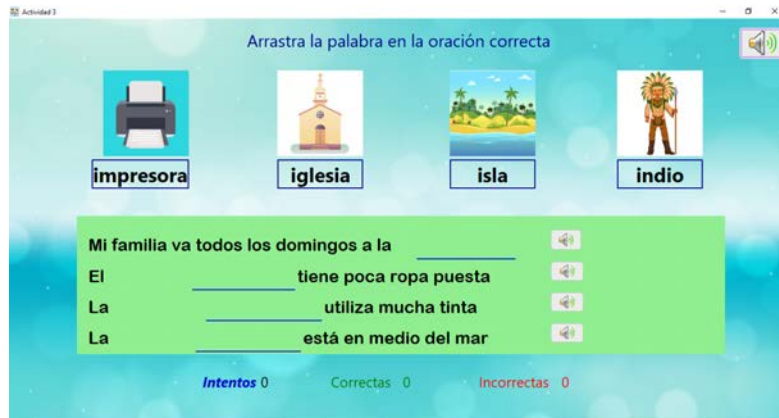 Actividad 3
Arrastra la palabra en la oración correcta
impresora iglesia isla indio
Mi familia va todos los domingos a la
El tiene poca ropa puesta
La utiliza mucha tinta
La está en medio del mar
Intentos 0 Correctas 0 Incorrectas 0